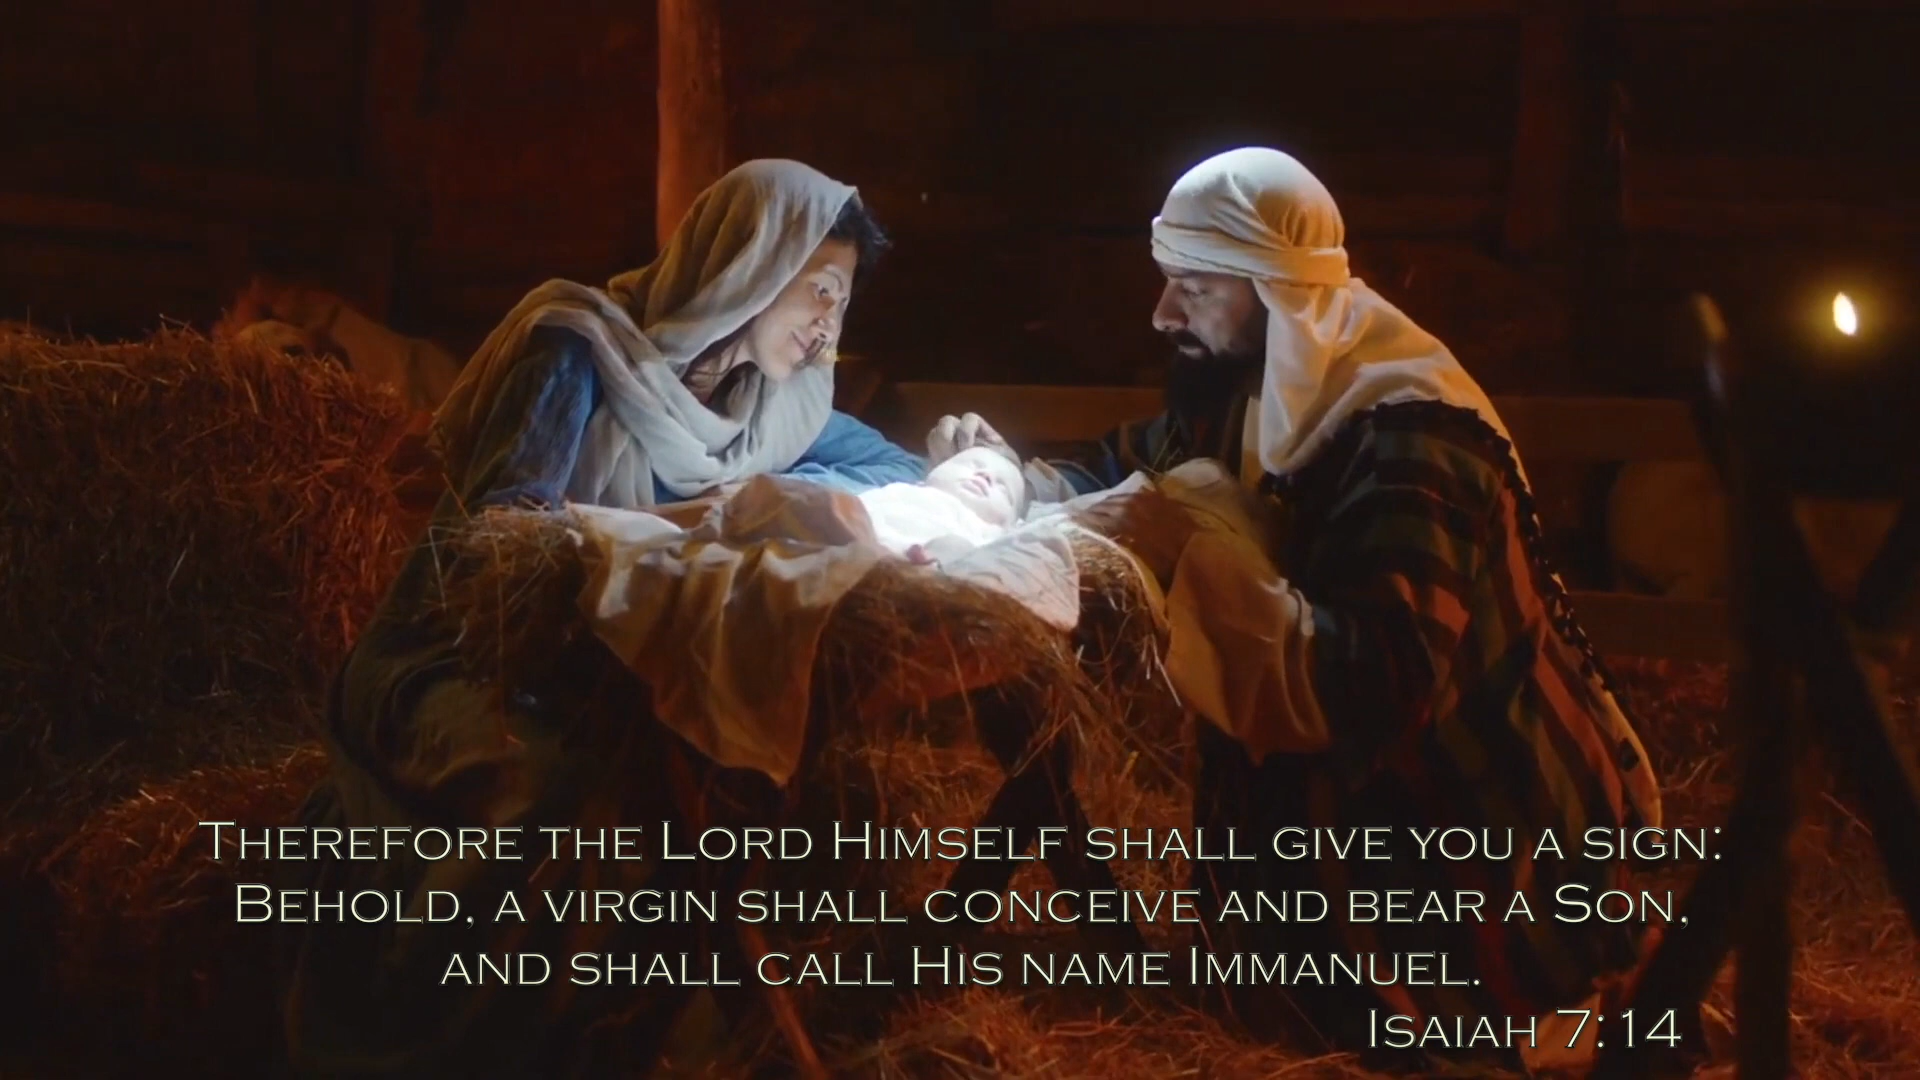 Therefore the Lord Himself shall give you a sign:
Behold, a virgin shall conceive and bear a Son,
and shall call His name Immanuel.
Isaiah 7:14